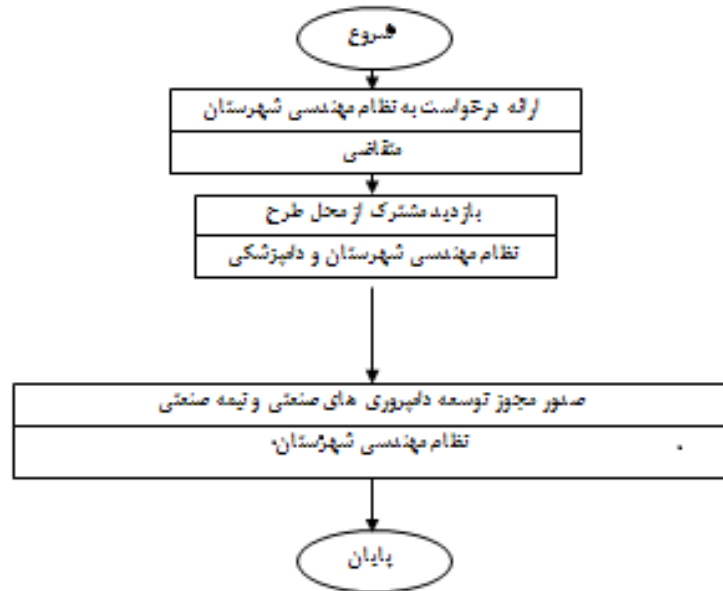 شروع
ارائه درخواست به نظام مهندسی شهرستان
متقاضی
بازدید مشترک از محل طرح
نظام مهندسی شهرستان و دامپزشکی
صدور مجوز توسعه دامپروری های صنعتی و نیمه صنعتی
نظام مهندسی شهرستان.
پایان